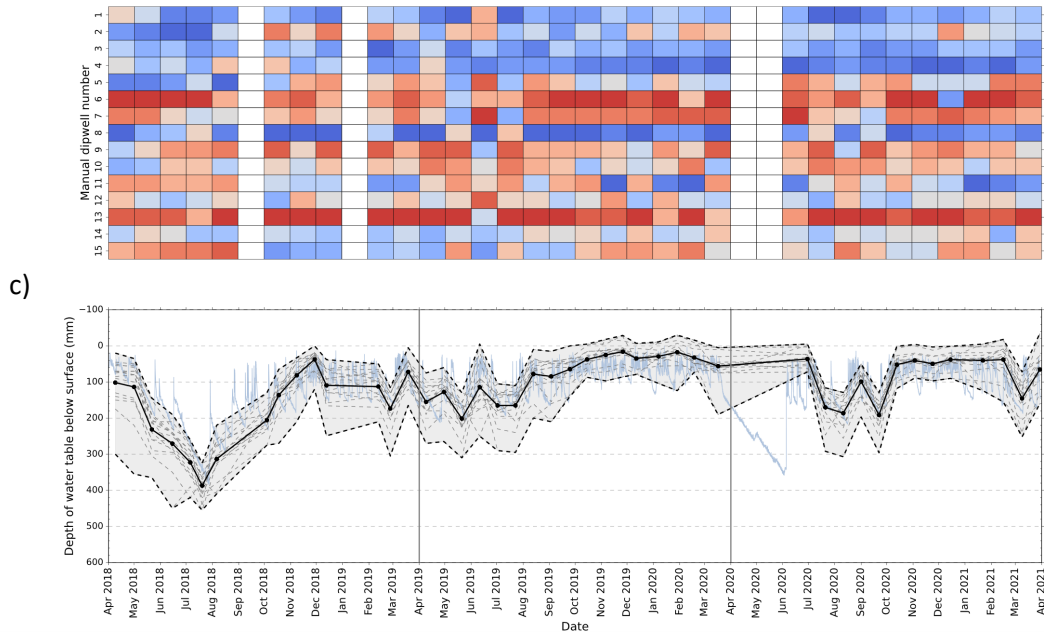 Manual dipwell number
1
2
3
4
5
6
7
8
9
10
11
12
13
14
15
c)
Depth of water table below surface (mm)
−100
0
100
200
300
400
500
600
Apr 2018
May 2018
Jun 2018
Jul 2018
Aug 2018
Sep 2018
Oct 2018
Nov 2018
Dec 2018
Jan 2019
Feb 2019
Mar 2019
Apr 2019
May 2019
Jun 2019
Jul 2019
Aug 2019
Sep 2019
Oct 2019
Nov 2019
Dec 2019
Jan 2020
Feb 2020
Mar 2020
Apr 2020
May 2020
Jun 2020
Jul 2020
Aug 2020
Sep 2020
Oct 2020
Nov 2020
Dec 2020
Jan 2021
Feb 2021
Mar 2021
Apr 2021
Date